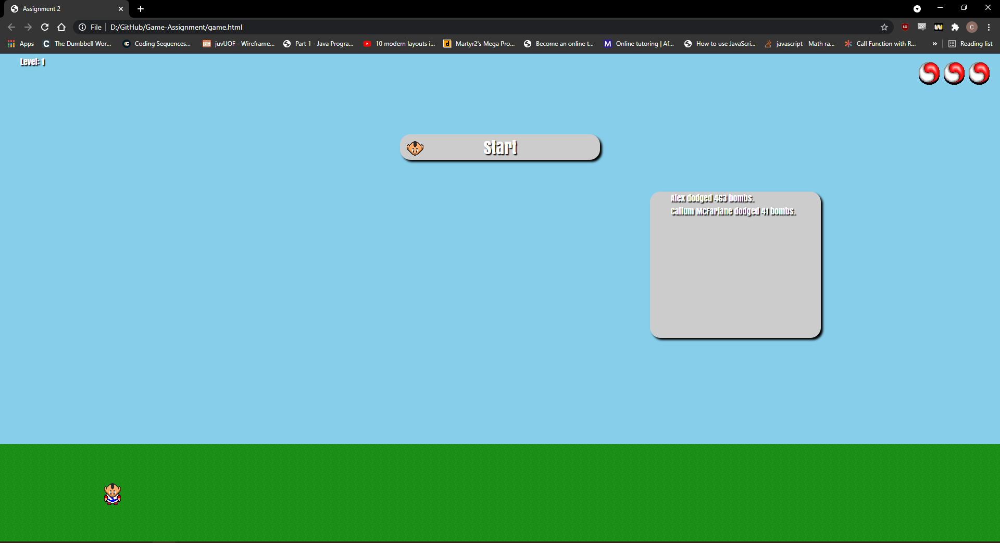 Assignment 2
File
D:/GitHub/Game-Assignment/game.html
Apps
The Dumbbell Wor...
Coding Sequences...
juvUOF - Wireframe...
Part 1 - Java Progra...
10 modern layouts i...
Martyr2's Mega Pro...
Become an online t...
Online tutoring | Af...
How to use JavaScri...
javascript - Math ra...
Call Function with R...
»
Reading list
Level: 1
Start
Alex dodged 463 bombs.
Callum McFarlane dodged 41 bombs.